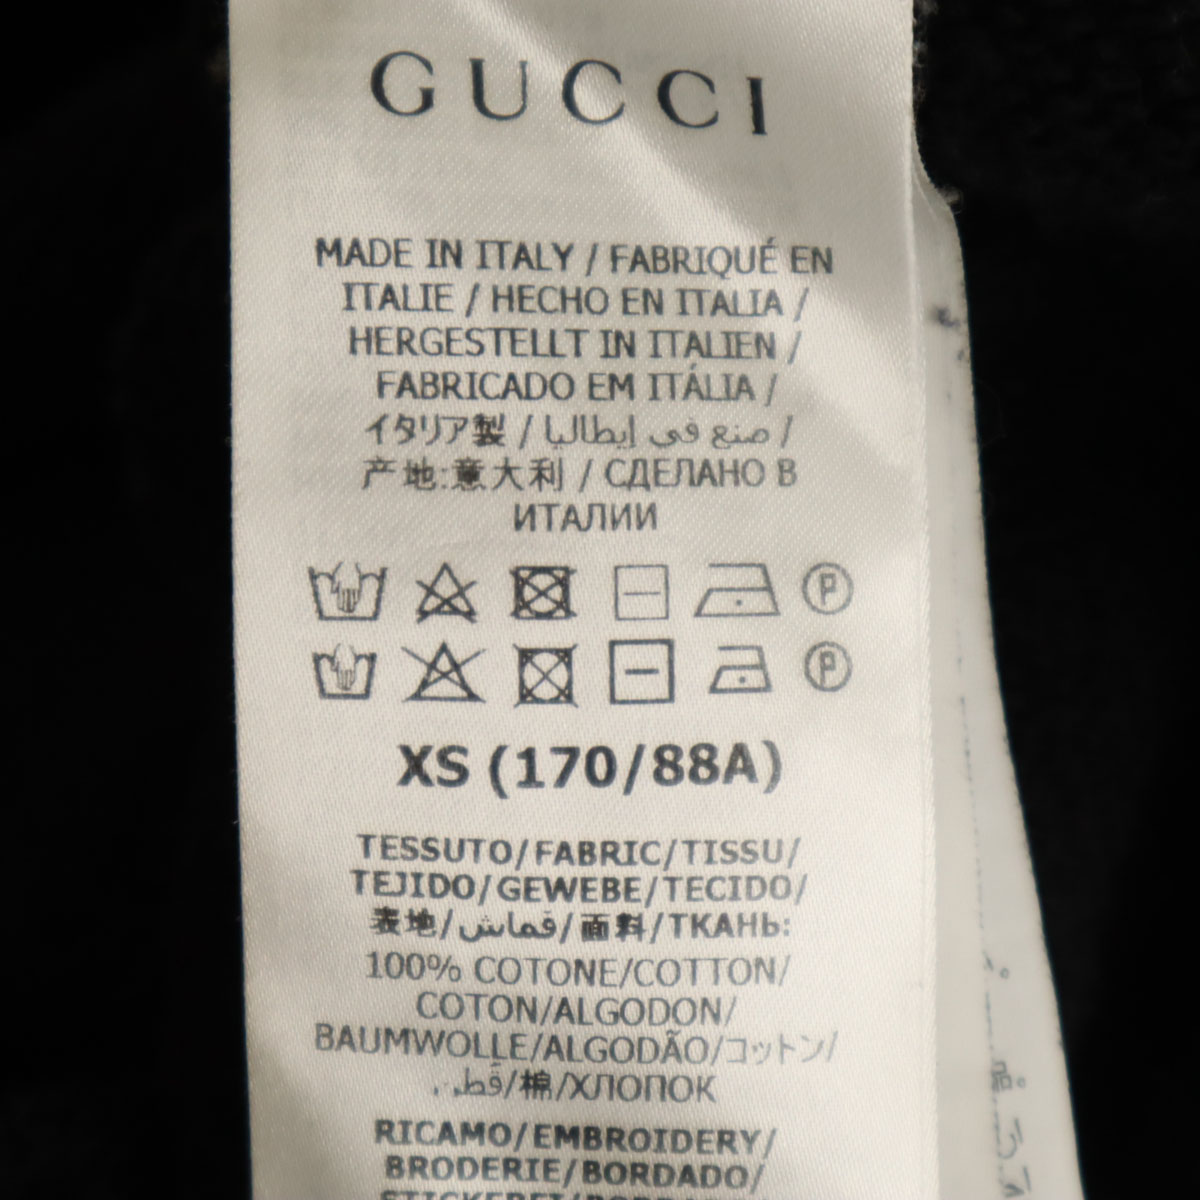 GUCCI
MADE IN ITALY / FABRIQUÉ EN
ITALIE / HECHO EN ITALIA /
HERGESTELLT IN ITALIEN /
FABRICADO EM ITÁLIA /
イタリア製 / صنع في إيطاليا /
产地:意大利 / СДЕЛАНО В
ИТАЛИИ
P
P
XS (170/88A)
TESSUTO/FABRIC/TISSU/
TEJIDO/GEWEBE/TECIDO/
表地/قماش/面料/ТКАНЬ:
100% COTONE/COTTON/
COTON/ALGODON/
BAUMWOLLE/ALGODÃO/コットン/
قطن/棉/ХЛОПОК
RICAMO/EMBROIDERY/
BRODERIE/BORDADO/
STICKEREI/BORDADO/